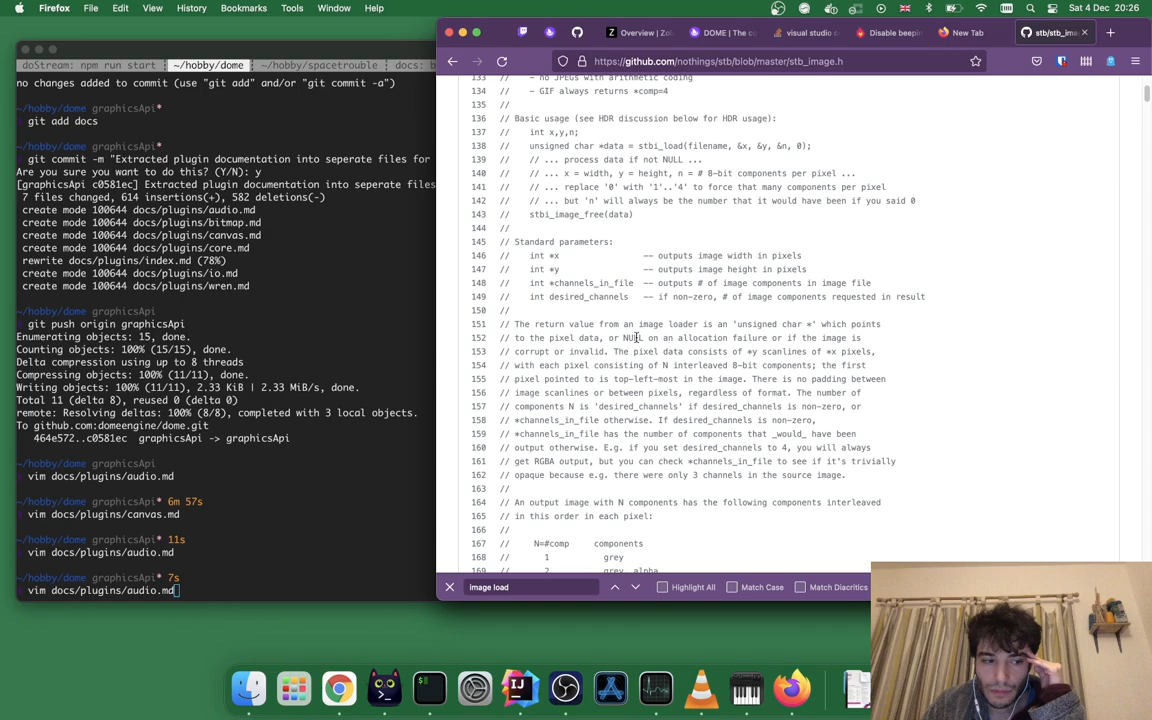 Firefox File Edit View History Bookmarks Tools Window Help
Sat 4 Dec 20:26
doStream: npm run start ~/hobby/dome ~/hobby/spacetrouble docs: b
no changes added to commit (use "git add" and/or "git commit -a")
~/hobby/dome graphicsApi*
git add docs
~/hobby/dome graphicsApi*
git commit -m "Extracted plugin documentation into seperate files for
Are you sure you want to do this? (Y/N): y
[graphicsApi c0581ec] Extracted plugin documentation into seperate files
7 files changed, 614 insertions(+), 582 deletions(-)
create mode 100644 docs/plugins/audio.md
create mode 100644 docs/plugins/bitmap.md
create mode 100644 docs/plugins/canvas.md
create mode 100644 docs/plugins/core.md
rewrite docs/plugins/index.md (78%)
create mode 100644 docs/plugins/io.md
create mode 100644 docs/plugins/wren.md
~/hobby/dome graphicsApi
git push origin graphicsApi
Enumerating objects: 15, done.
Counting objects: 100% (15/15), done.
Delta compression using up to 8 threads
Compressing objects: 100% (11/11), done.
Writing objects: 100% (11/11), 2.33 KiB | 2.33 MiB/s, done.
Total 11 (delta 8), reused 0 (delta 0)
remote: Resolving deltas: 100% (8/8), completed with 3 local objects.
To github.com:domeengine/dome.git
464e572..c0581ec graphicsApi -> graphicsApi
~/hobby/dome graphicsApi
vim docs/plugins/audio.md
~/hobby/dome graphicsApi* 6m 57s
vim docs/plugins/canvas.md
~/hobby/dome graphicsApi* 11s
vim docs/plugins/audio.md
~/hobby/dome graphicsApi* 7s
vim docs/plugins/audio.md
Overview | Zol
DOME | The c
visual studio c
Disable beepin
New Tab
stb/stb_ima
https://github.com/nothings/stb/blob/master/stb_image.h
133 // - no JPEGs with arithmetic coding
134 // - GIF always returns *comp=4
135 //
136 // Basic usage (see HDR discussion below for HDR usage):
137 // int x,y,n;
138 // unsigned char *data = stbi_load(filename, &x, &y, &n, 0);
139 // // ... process data if not NULL ...
140 // // ... x = width, y = height, n = # 8-bit components per pixel ...
141 // // ... replace '0' with '1'..'4' to force that many components per pixel
142 // // ... but 'n' will always be the number that it would have been if you said 0
143 // stbi_image_free(data)
144 //
145 // Standard parameters:
146 // int *x -- outputs image width in pixels
147 // int *y -- outputs image height in pixels
148 // int *channels_in_file -- outputs # of image components in image file
149 // int desired_channels -- if non-zero, # of image components requested in result
150 //
151 // The return value from an image loader is an 'unsigned char *' which points
152 // to the pixel data, or NULL on an allocation failure or if the image is
153 // corrupt or invalid. The pixel data consists of *y scanlines of *x pixels,
154 // with each pixel consisting of N interleaved 8-bit components; the first
155 // pixel pointed to is top-left-most in the image. There is no padding between
156 // image scanlines or between pixels, regardless of format. The number of
157 // components N is 'desired_channels' if desired_channels is non-zero, or
158 // *channels_in_file otherwise. If desired_channels is non-zero,
159 // *channels_in_file has the number of components that _would_ have been
160 // output otherwise. E.g. if you set desired_channels to 4, you will always
161 // get RGBA output, but you can check *channels_in_file to see if it's trivially
162 // opaque because e.g. there were only 3 channels in the source image.
163 //
164 // An output image with N components has the following components interleaved
165 // in this order in each pixel:
166 //
167 // N=#comp components
168 // 1 grey
169 // 2 grey, alpha
image load
Highlight All Match Case Match Diacritics